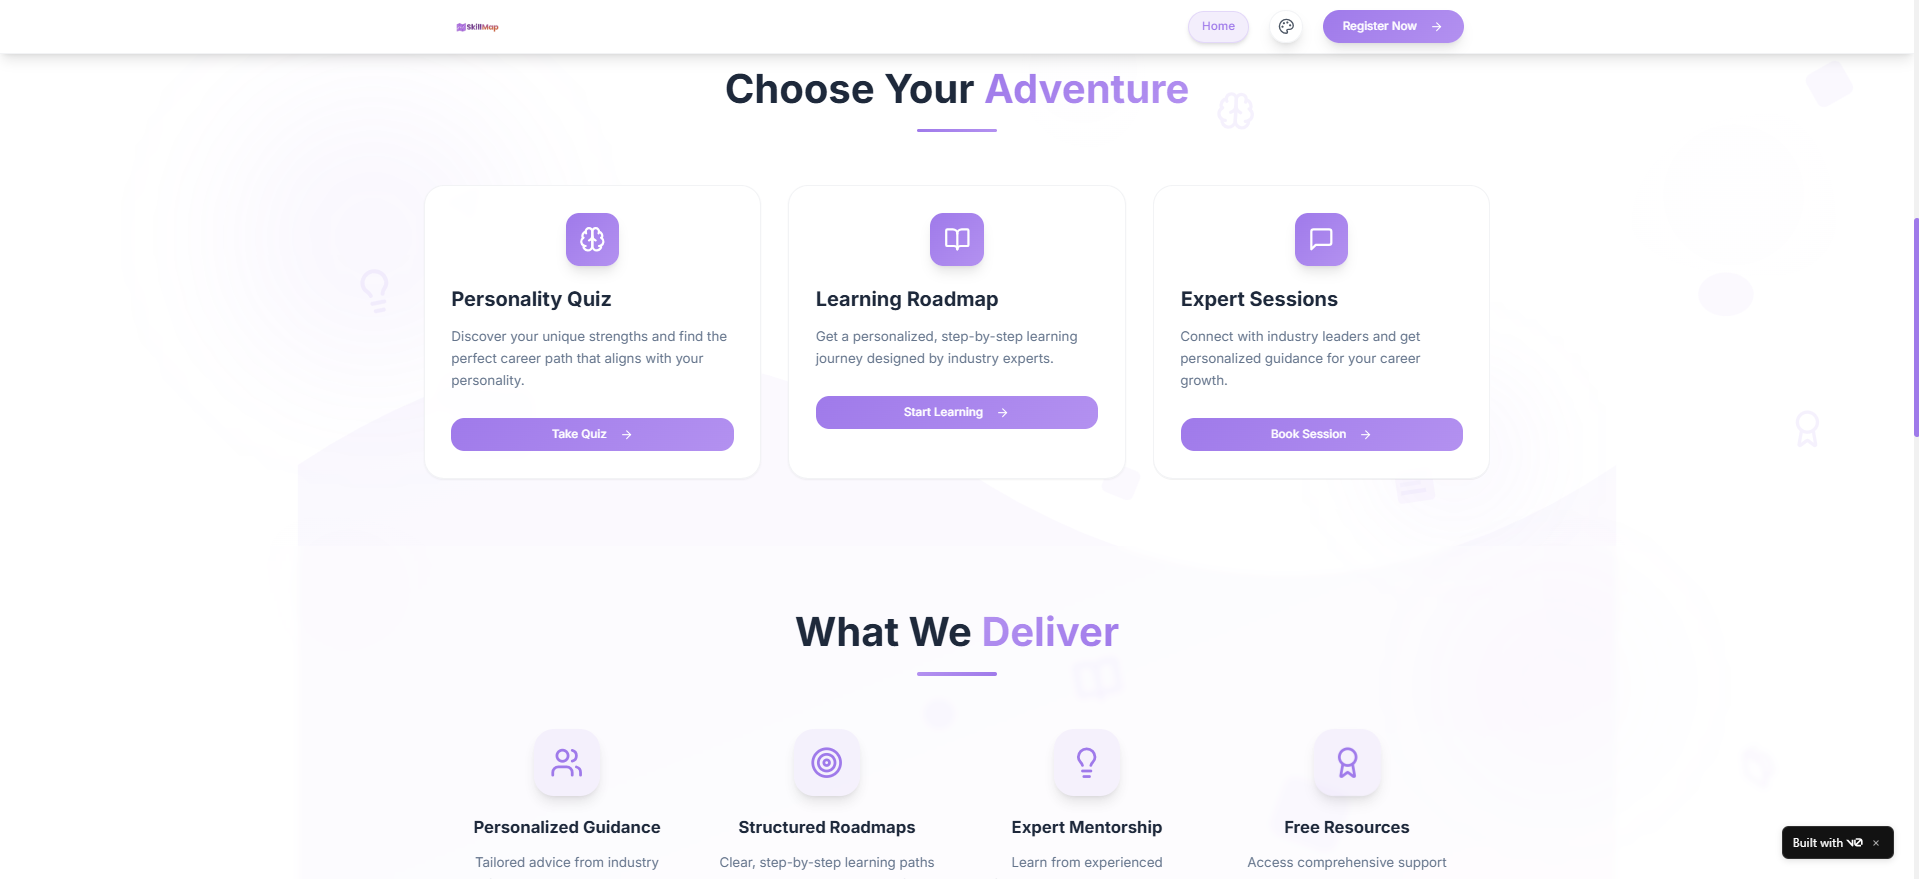 SkillMap
Home
Register Now
Choose Your Adventure
Personality Quiz
Discover your unique strengths and find the
perfect career path that aligns with your
personality.
Take Quiz
Learning Roadmap
Get a personalized, step-by-step learning
journey designed by industry experts.
Start Learning
Expert Sessions
Connect with industry leaders and get
personalized guidance for your career
growth.
Book Session
What We Deliver
Personalized Guidance
Tailored advice from industry
Structured Roadmaps
Clear, step-by-step learning paths
Expert Mentorship
Learn from experienced
Free Resources
Access comprehensive support
Built with v0